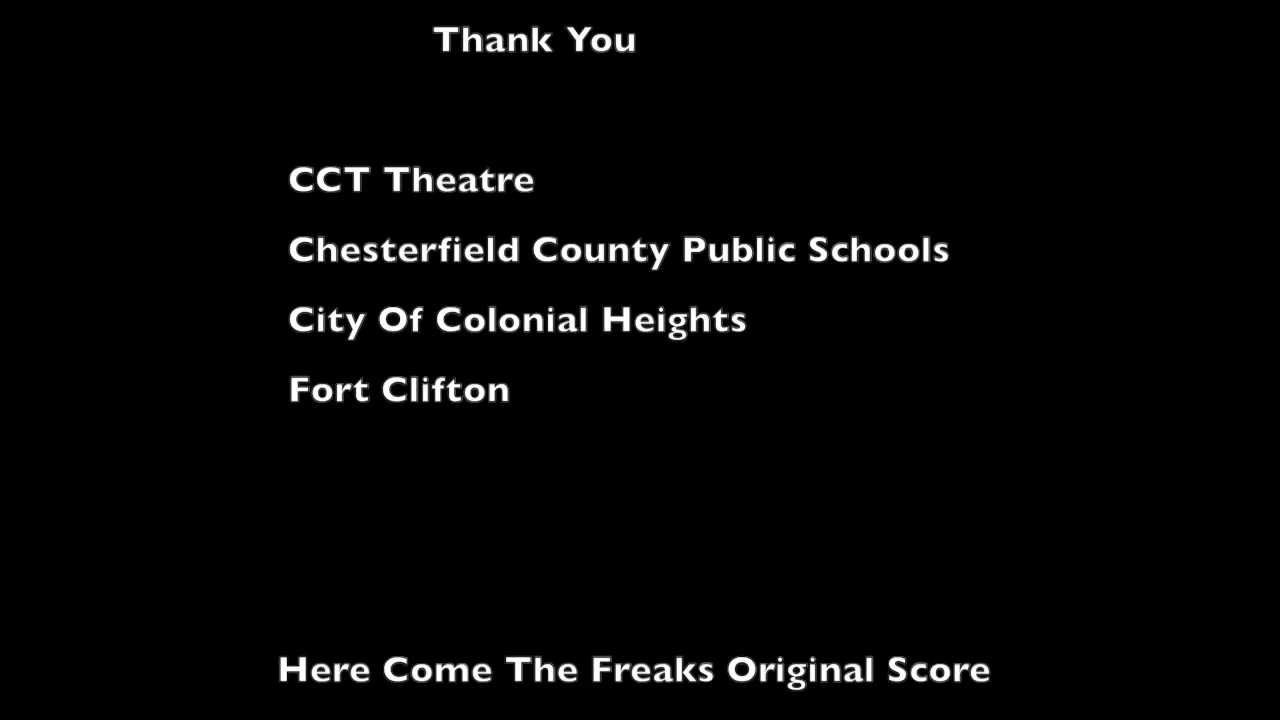 Thank You
CCT Theatre
Chesterfield County Public Schools
City Of Colonial Heights
Fort Clifton
Here Come The Freaks Original Score